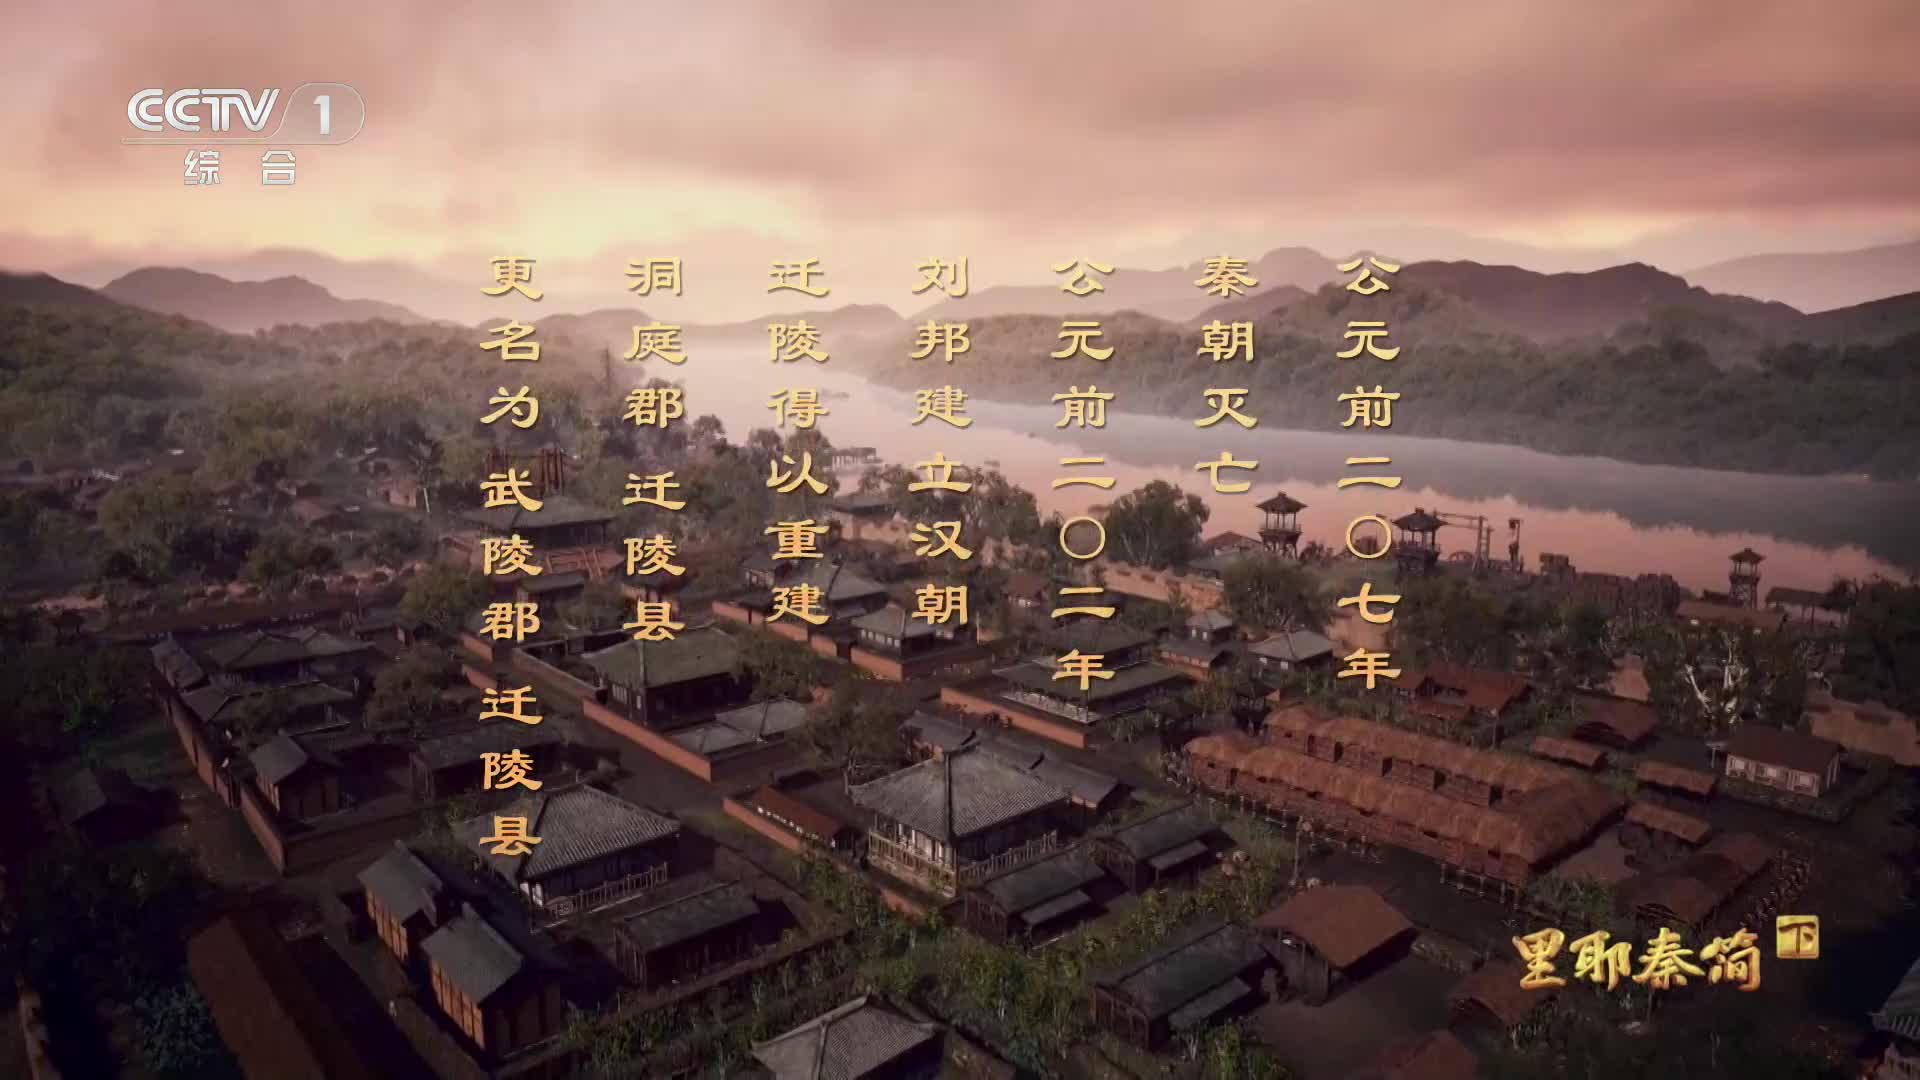 CCTV 1
综合
公元前二〇七年
秦朝灭亡
公元前二〇二年
刘邦建立汉朝
迁陵得以重建
洞庭郡 迁陵县
更名为 武陵郡 迁陵县
里耶秦简 下